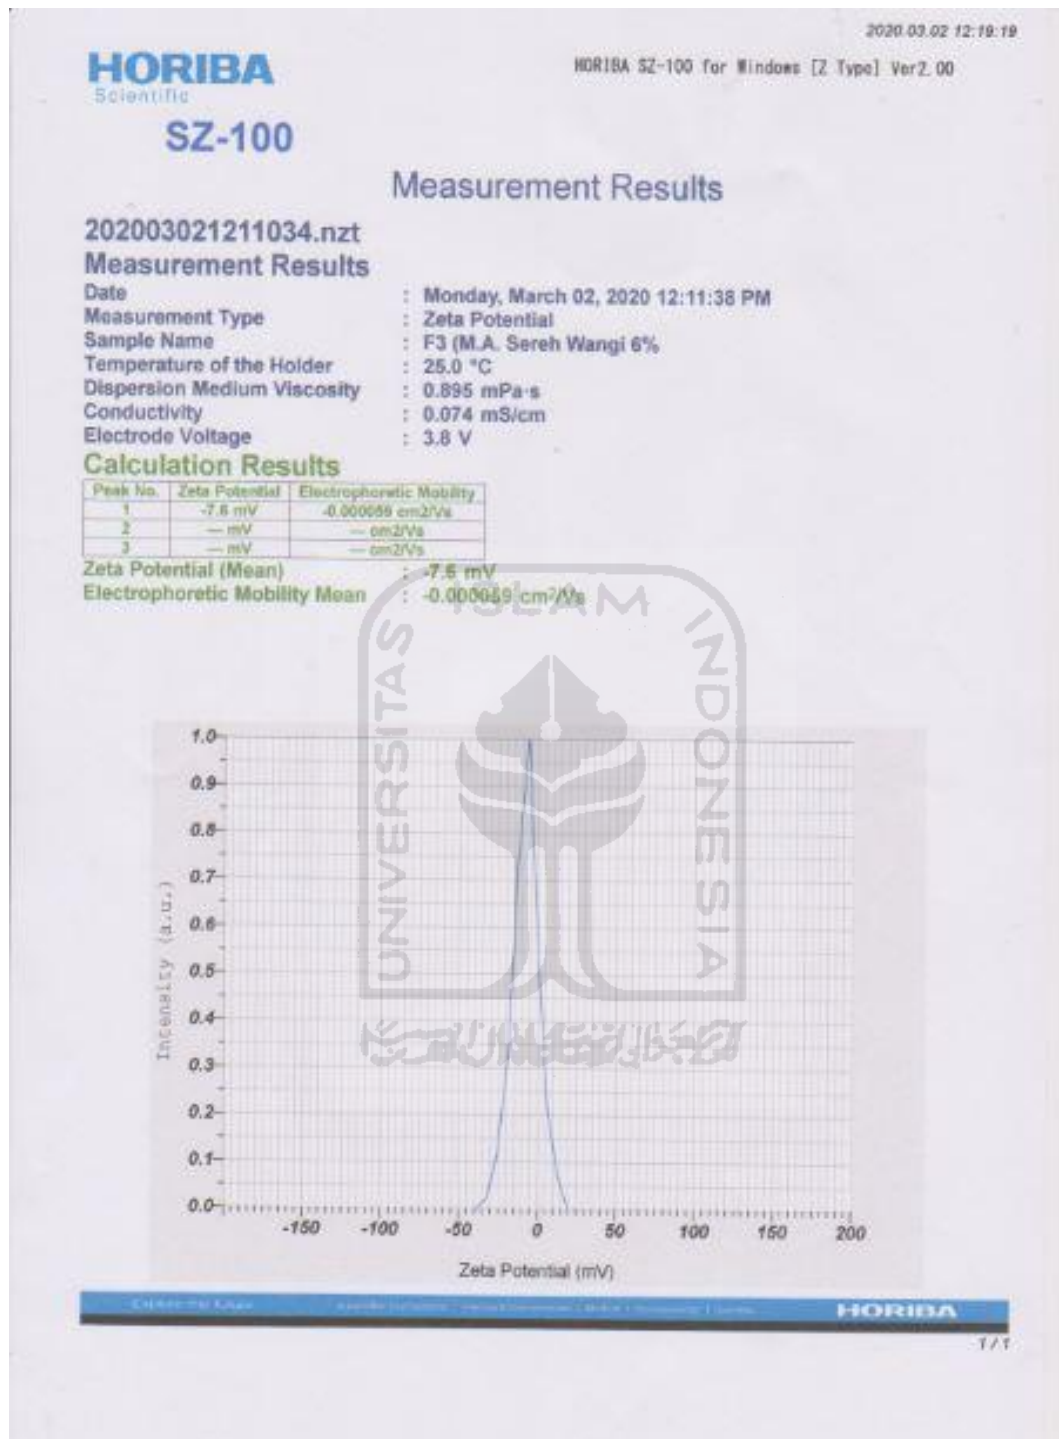 2020.03.02 12:19:19
HORIBA
Scientific
HORIBA SZ-100 for Windows [Z Type] Ver2.00
SZ-100
Measurement Results
202003021211034.nzt
Measurement Results
Date : Monday, March 02, 2020 12:11:38 PM
Measurement Type : Zeta Potential
Sample Name : F3 (M.A. Sereh Wangi 6%
Temperature of the Holder : 25.0 °C
Dispersion Medium Viscosity : 0.895 mPa·s
Conductivity : 0.074 mS/cm
Electrode Voltage : 3.8 V
Calculation Results
Peak No. Zeta Potential Electrophoretic Mobility
1 -7.6 mV -0.000059 cm2/Vs
2 — mV — cm2/Vs
3 — mV — cm2/Vs
Zeta Potential (Mean) : -7.6 mV
Electrophoretic Mobility Mean : -0.000059 cm²/Vs
UNIVERSITAS ISLAM INDONESIA
1.0
0.9
0.8
0.7
0.6
0.5
0.4
0.3
0.2
0.1
0.0
Intensity (a.u.)
-150 -100 -50 0 50 100 150 200
Zeta Potential (mV)
Explore the future
HORIBA
1 / 1